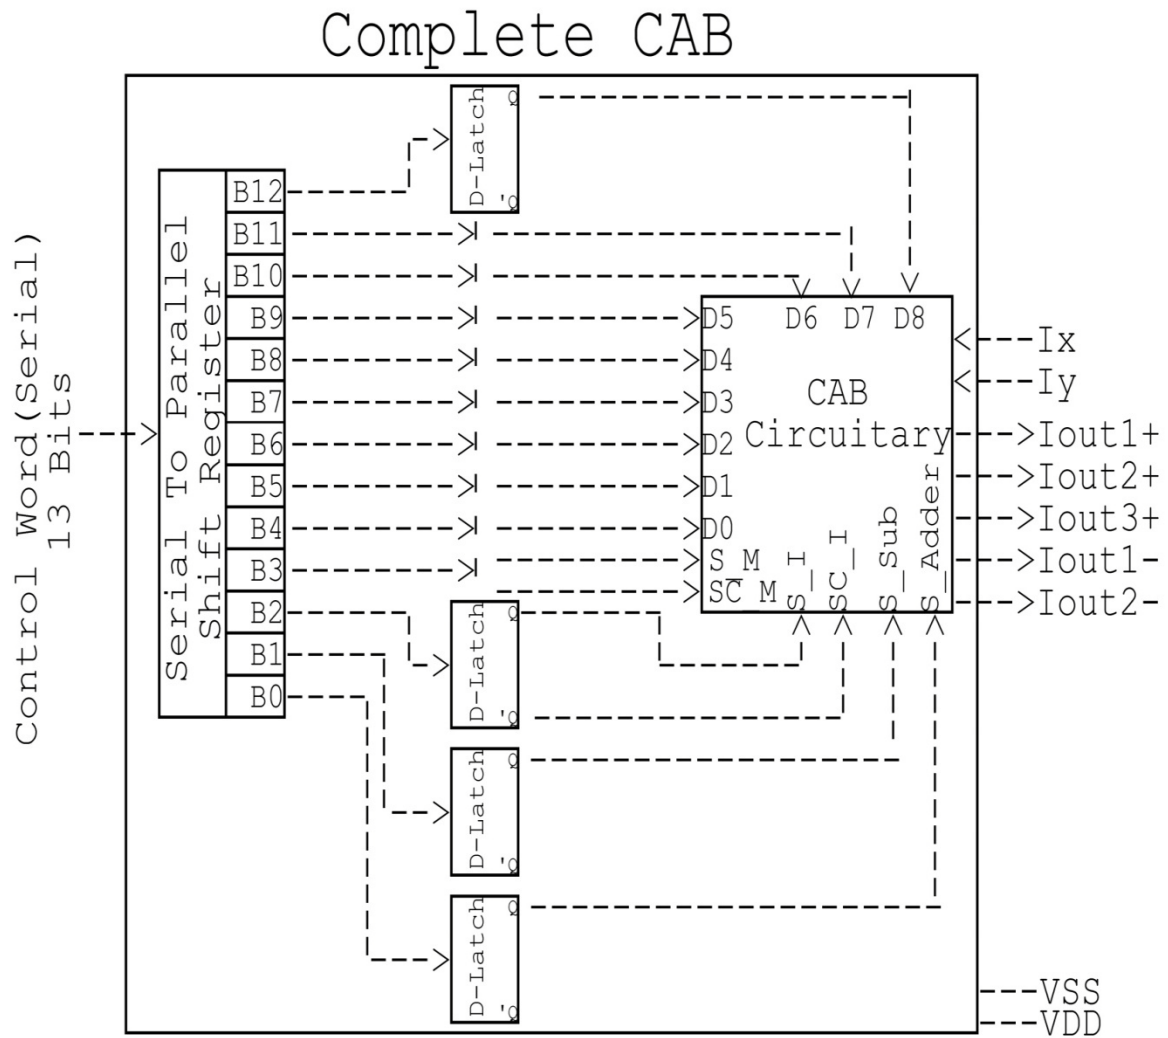 Complete CAB
Control Word(Serial)
13 Bits
Serial To Parallel
Shift Register
B12
B11
B10
B9
B8
B7
B6
B5
B4
B3
B2
B1
B0
D-Latch
Q
'Q
D-Latch
Q
'Q
D-Latch
Q
'Q
D-Latch
Q
'Q
D5 D6 D7 D8
D4
D3
D2
D1
D0
S_M
SC_M
CAB
Circuitary
S_I
SC_I
S_Sub
S_Adder
Ix
Iy
Iout1+
Iout2+
Iout3+
Iout1-
Iout2-
VSS
VDD